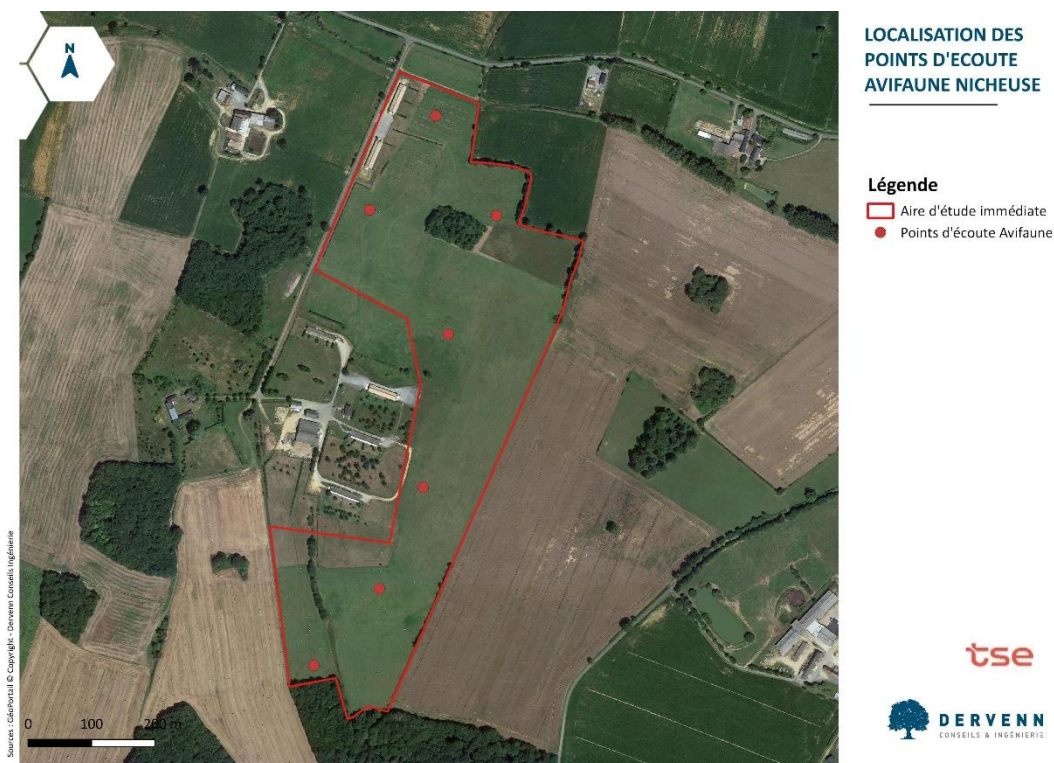 N
LOCALISATION DES
POINTS D'ECOUTE
AVIFAUNE NICHEUSE
Légende
Aire d'étude immédiate
Points d'écoute Avifaune
Sources : GéoPortail © Copyright - Dervenn Conseils Ingénierie
0 100 200 m
tse
DERVENN
CONSEILS & INGÉNIERIE